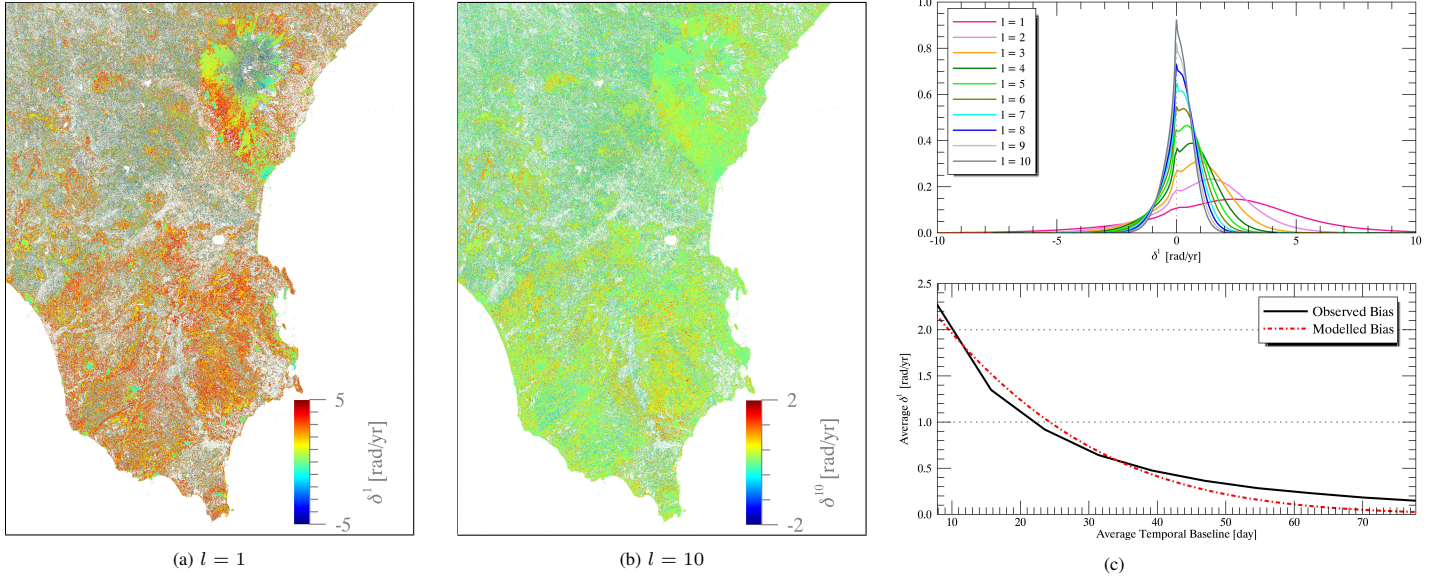 5
-5
δ¹ [rad/yr]
(a) l = 1
2
-2
δ¹⁰ [rad/yr]
(b) l = 10
l = 1
l = 2
l = 3
l = 4
l = 5
l = 6
l = 7
l = 8
l = 9
l = 10
1.0
0.8
0.6
0.4
0.2
0.0
-10 -5 0 5 10
δˡ [rad/yr]
Observed Bias
Modelled Bias
2.5
2.0
1.5
1.0
0.5
0.0
Average δˡ [rad/yr]
10 20 30 40 50 60 70
Average Temporal Baseline [day]
(c)